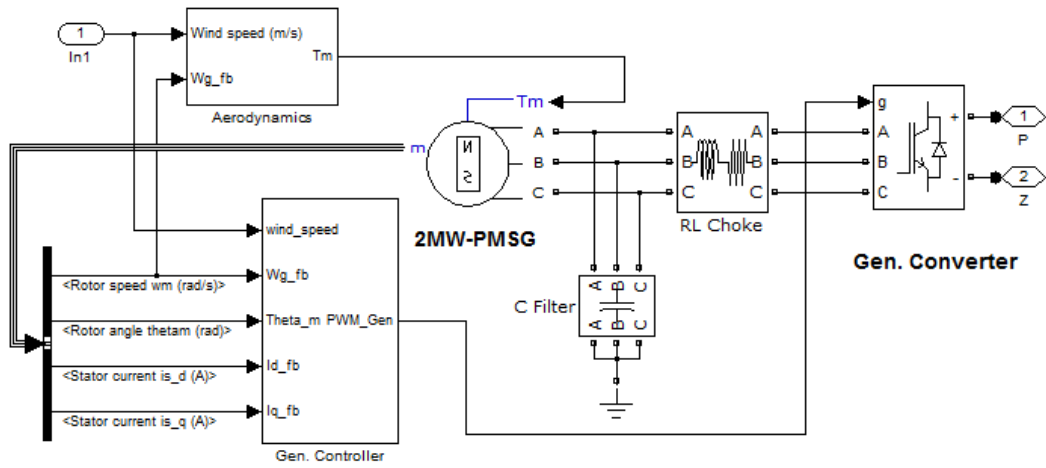 1
In1
Wind speed (m/s)
Tm
Wg_fb
Aerodynamics
Tm
m
N
S
A
B
C
2MW-PMSG
A
B
C
A
B
C
RL Choke
g
A
B
C
+
-
Gen. Converter
1
P
2
Z
A
B
C
A
B
C
C Filter
wind_speed
Wg_fb
Theta_m
PWM_Gen
Id_fb
Iq_fb
Gen. Controller
<Rotor speed wm (rad/s)>
<Rotor angle thetam (rad)>
<Stator current is_d (A)>
<Stator current is_q (A)>